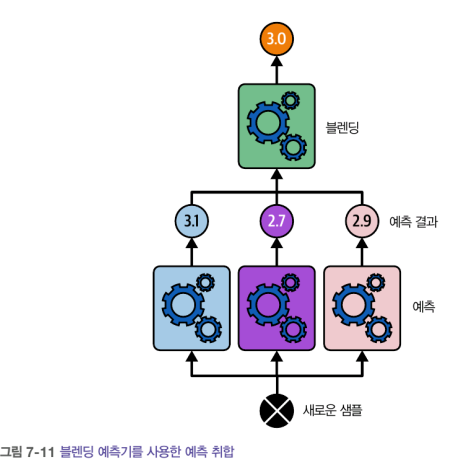 3.0
블렌딩
3.1 2.7 2.9 예측 결과
예측
새로운 샘플
그림 7-11 블렌딩 예측기를 사용한 예측 취합